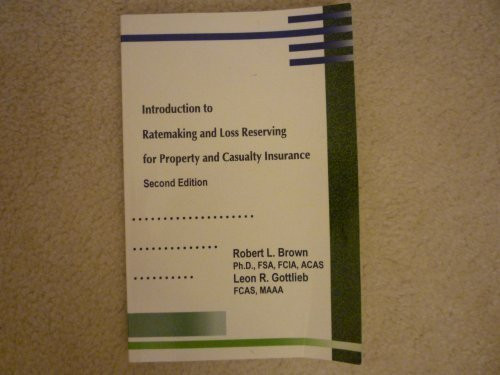 Introduction to
Ratemaking and Loss Reserving
for Property and Casualty Insurance
Second Edition
Robert L. Brown
Ph.D., FSA, FCIA, ACAS
Leon R. Gottlieb
FCAS, MAAA